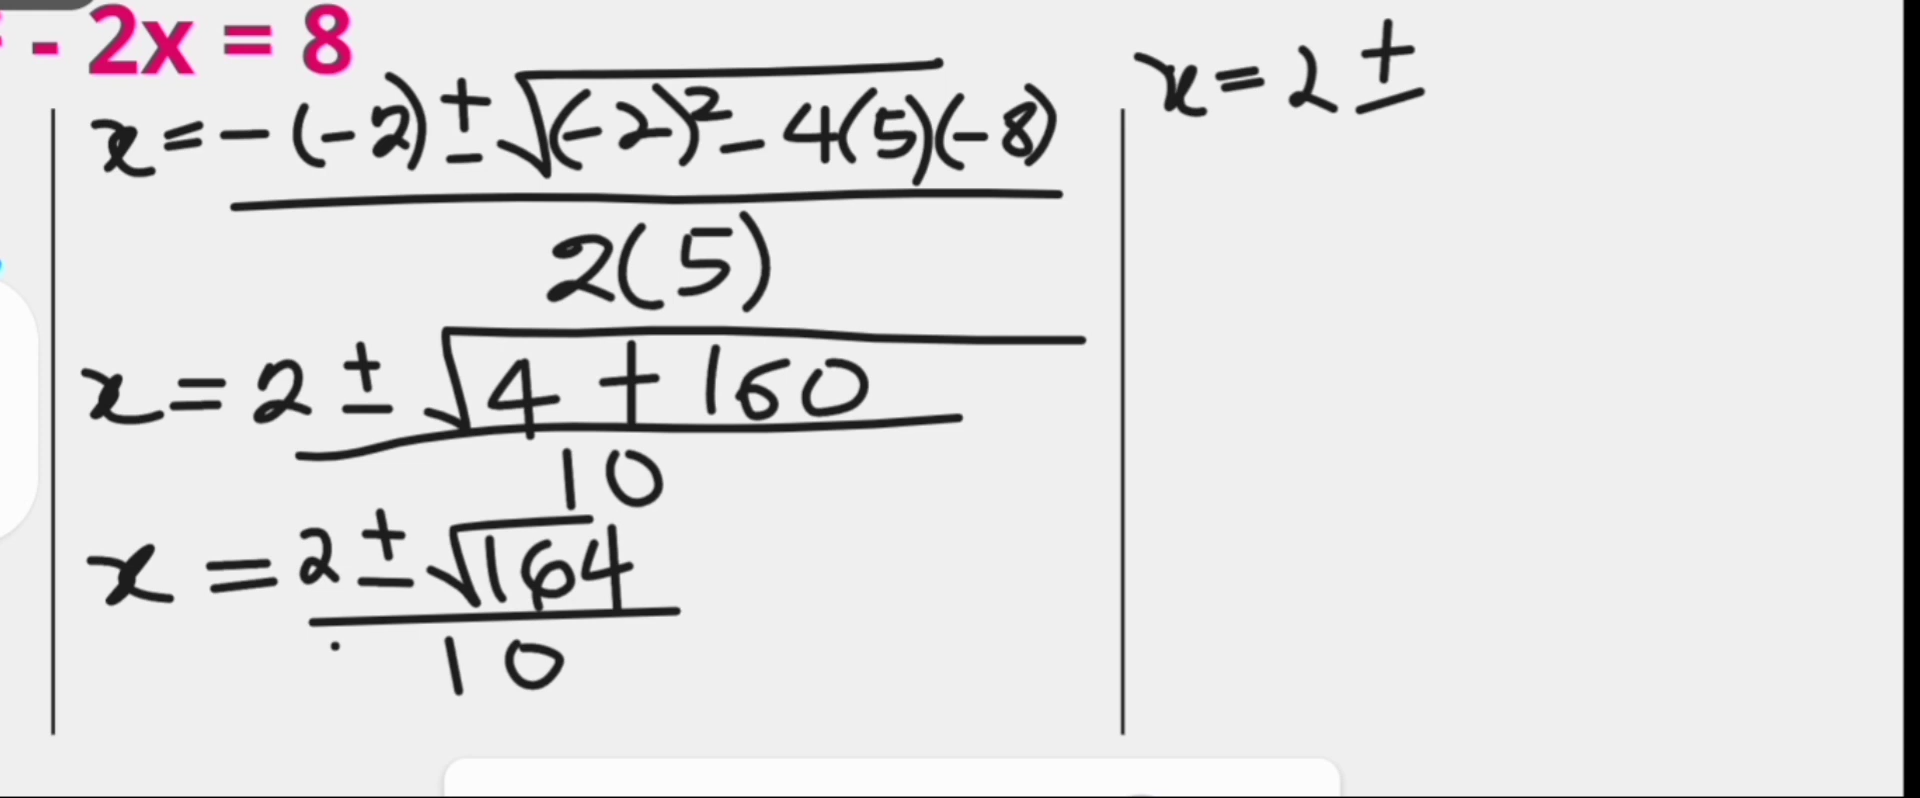 - 2x = 8
x = - (-2) ± √(-2)² - 4(5)(-8)
2(5)
x = 2 ± √4 + 160
10
x = 2 ± √164
10
x = 2 ±